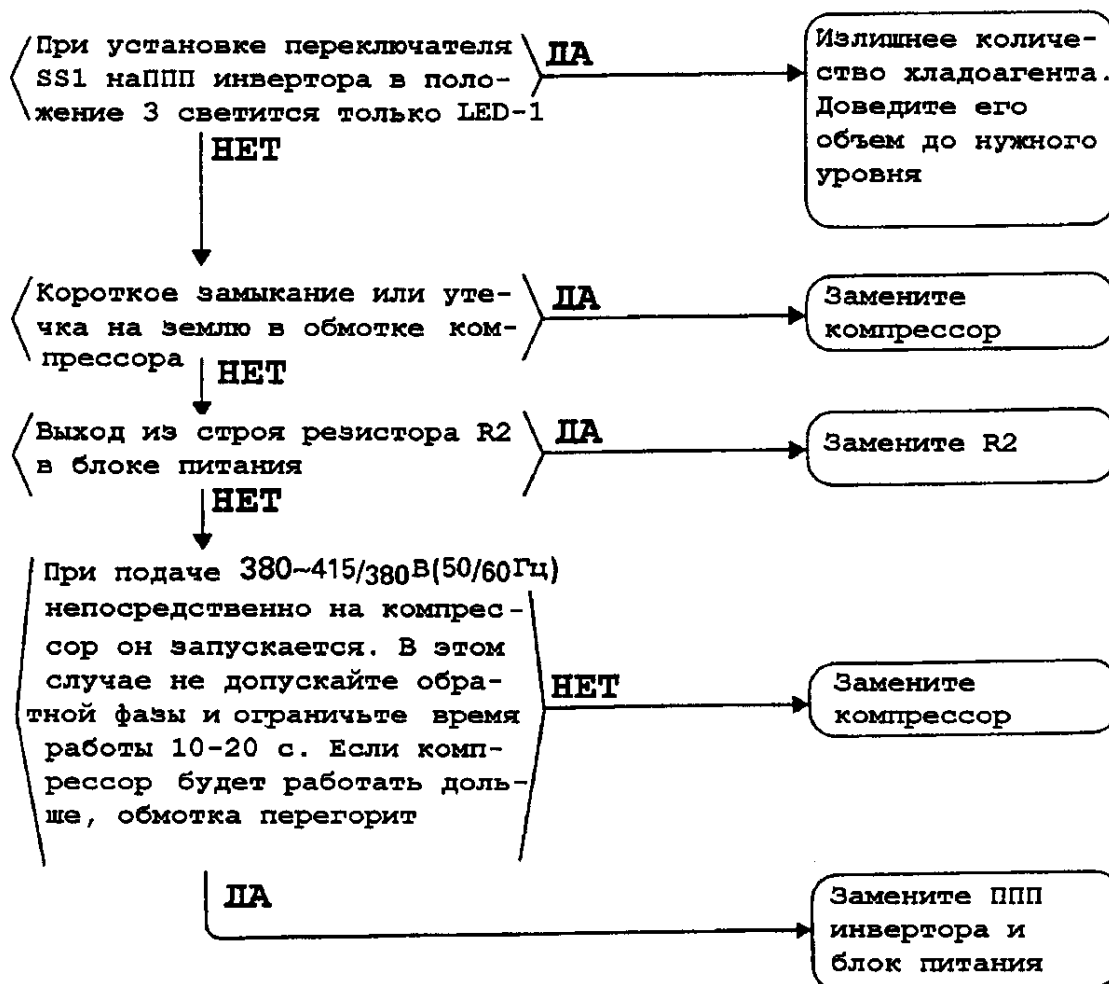 При установке переключателя
SS1 наППП инвертора в поло-
жение 3 светится только LED-1
ДА
Излишнее количе-
ство хладоагента.
Доведите его
объем до нужного
уровня
НЕТ
Короткое замыкание или уте-
чка на землю в обмотке ком-
прессора
ДА
Замените
компрессор
НЕТ
Выход из строя резистора R2
в блоке питания
ДА
Замените R2
НЕТ
При подаче 380~415/380В(50/60Гц)
непосредственно на компрес-
сор он запускается. В этом
случае не допускайте обра-
тной фазы и ограничьте время
работы 10-20 с. Если комп-
рессор будет работать доль-
ше, обмотка перегорит
НЕТ
Замените
компрессор
ДА
Замените ППП
инвертора и
блок питания